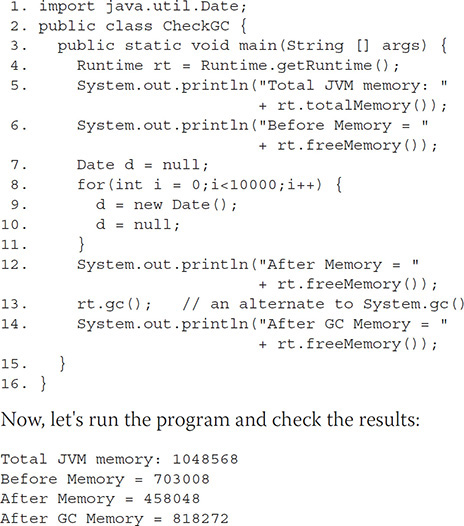 1. import java.util.Date;
2. public class CheckGC {
3.   public static void main(String [] args) {
4.     Runtime rt = Runtime.getRuntime();
5.     System.out.println("Total JVM memory: "
                          + rt.totalMemory());
6.     System.out.println("Before Memory = "
                          + rt.freeMemory());
7.     Date d = null;
8.     for(int i = 0;i<10000;i++) {
9.       d = new Date();
10.       d = null;
11.     }
12.     System.out.println("After Memory = "
                          + rt.freeMemory());
13.     rt.gc();   // an alternate to System.gc()
14.     System.out.println("After GC Memory = "
                          + rt.freeMemory());
15.   }
16. }
Now, let's run the program and check the results:
Total JVM memory: 1048568
Before Memory = 703008
After Memory = 458048
After GC Memory = 818272